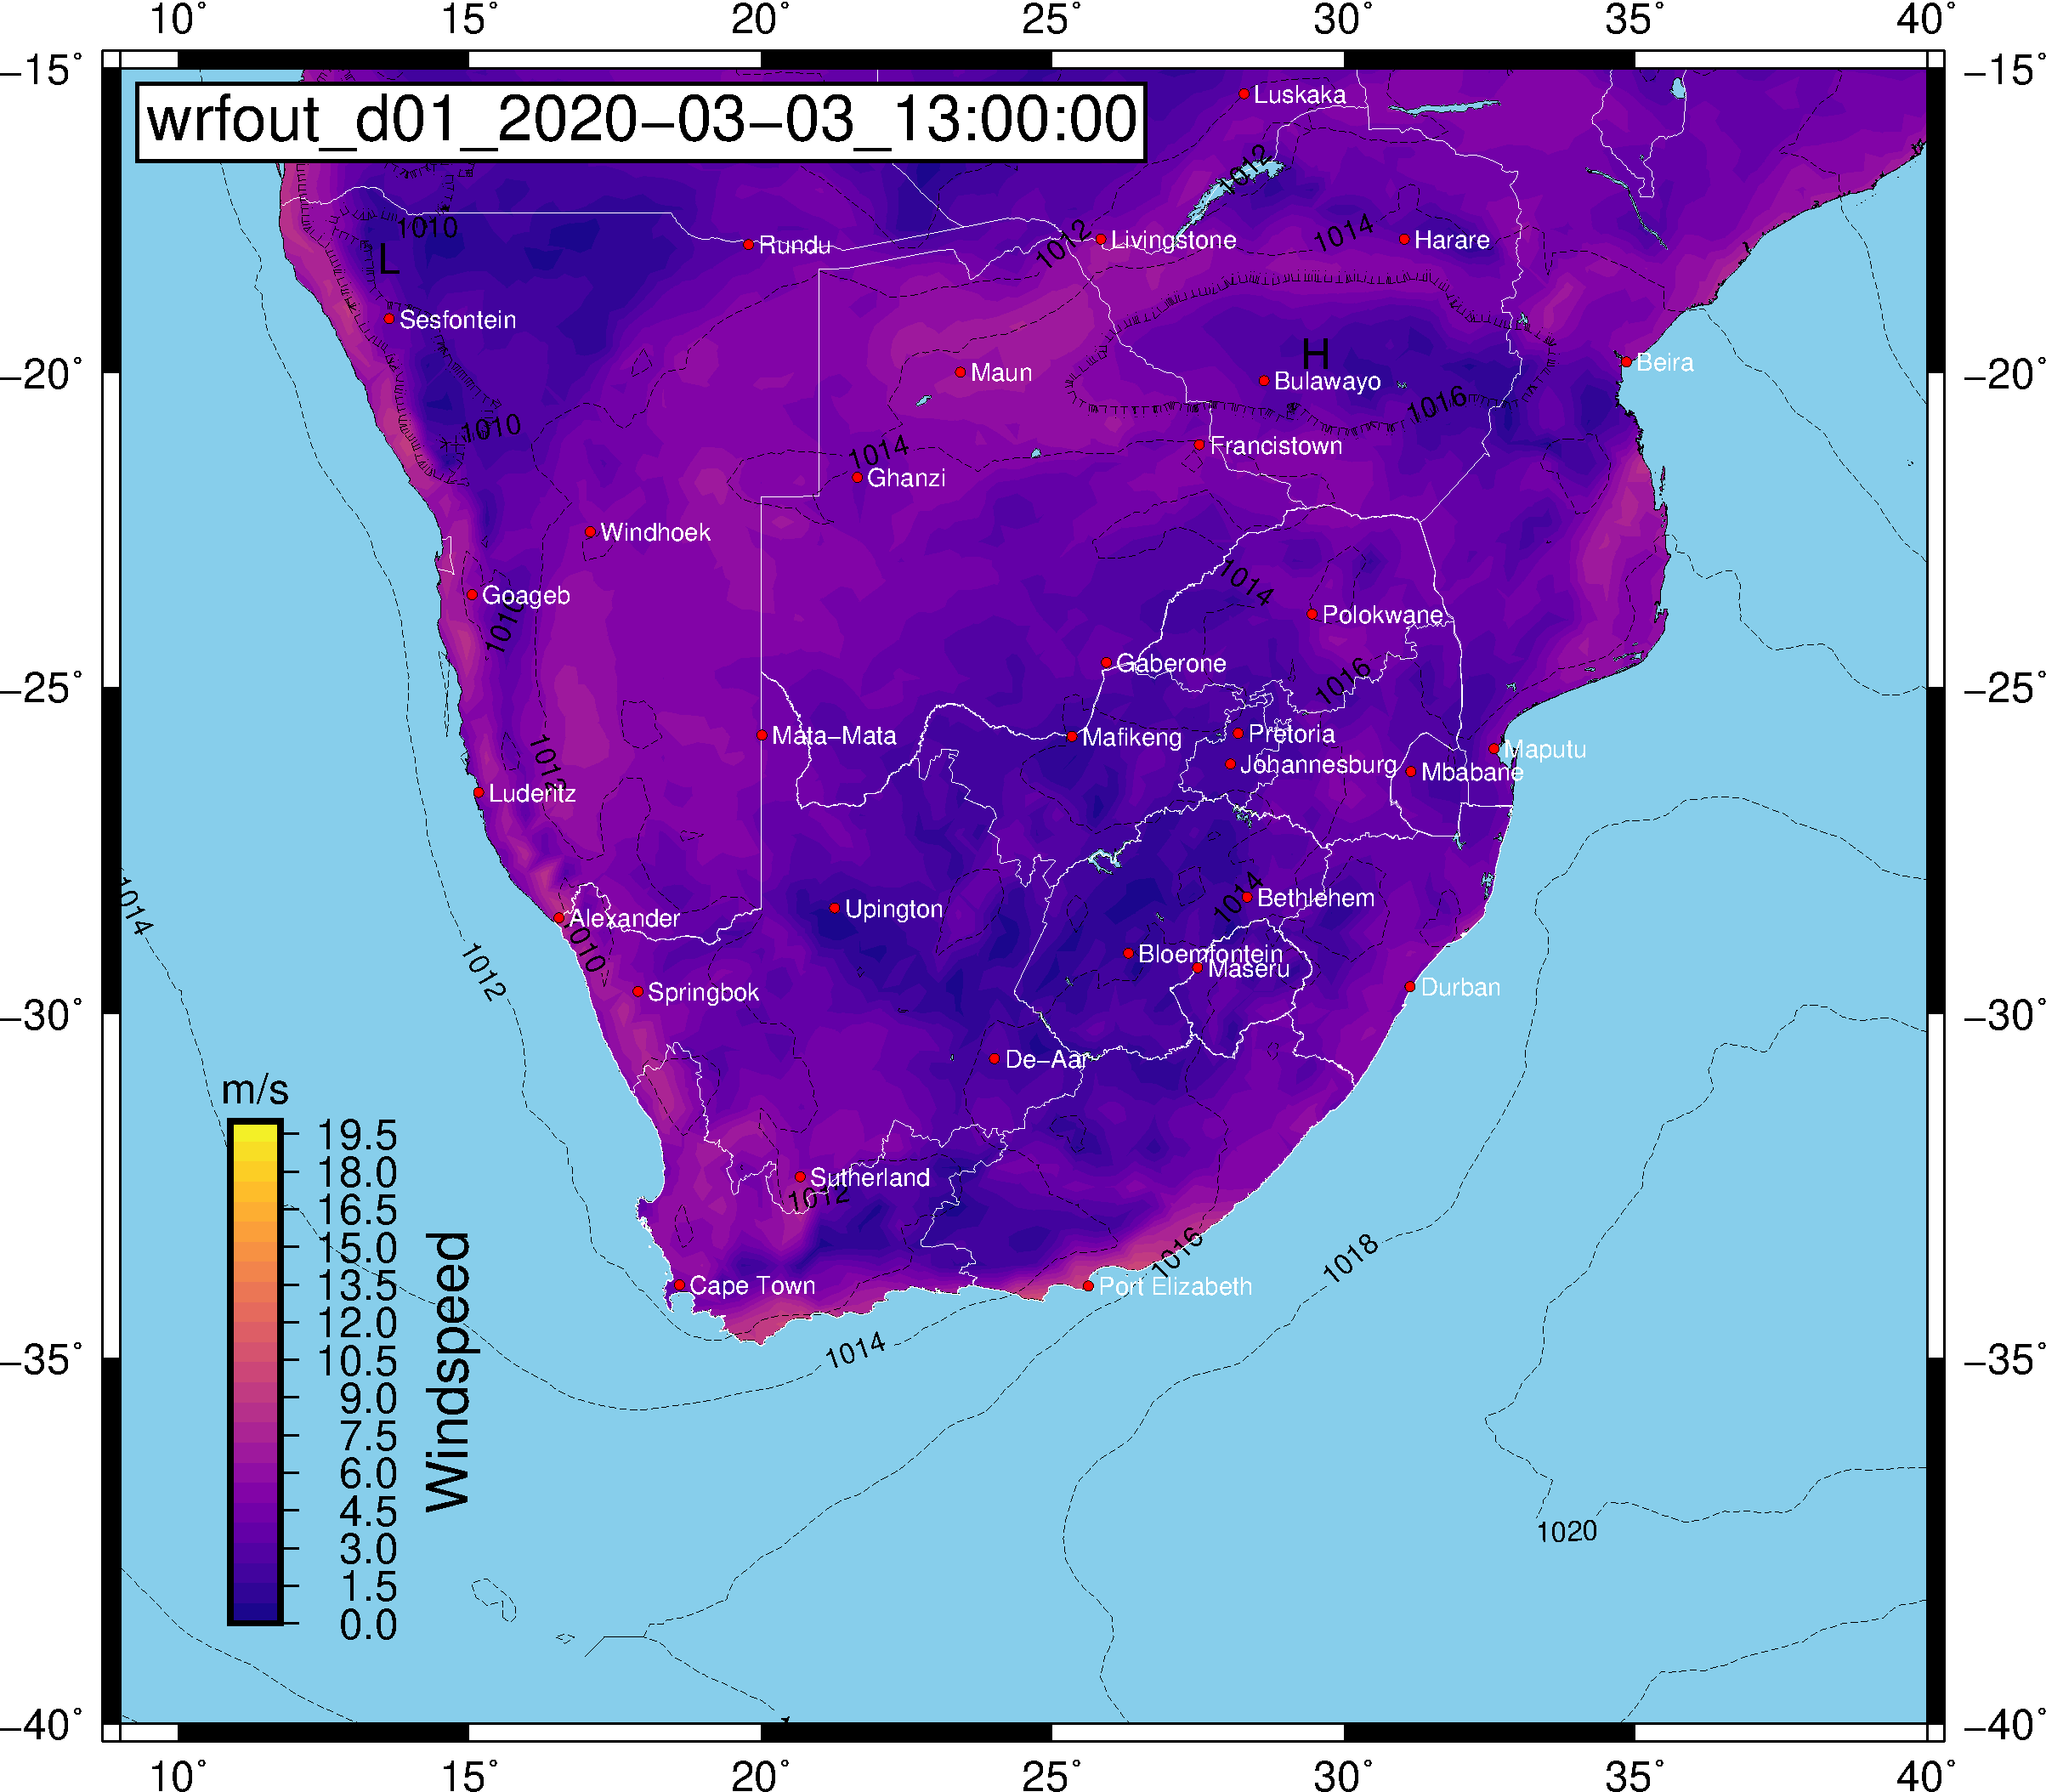 10° 15° 20° 25° 30° 35° 40°
−15° −15°
wrfout_d01_2020−03−03_13:00:00
Luskaka
1012
1010
Rundu
1012
Livingstone
1014
Harare
L
Sesfontein
H
Beira
−20° −20°
Maun
Bulawayo
1016
1010
Francistown
1014
Ghanzi
Windhoek
1014
Goageb
1010
Polokwane
Gaberone
1016
−25° −25°
Mata−Mata
Mafikeng
Pretoria
Maputu
1012
Johannesburg
Mbabane
Luderitz
1014
1014
Bethlehem
Upington
Alexander
1010
1012
Bloemfontein
Maseru
Springbok
Durban
−30° −30°
De−Aar
m/s
19.5
18.0
16.5
15.0
13.5
12.0
10.5
9.0
7.5
6.0
4.5
3.0
1.5
0.0
Windspeed
Sutherland
1012
1016
1018
Cape Town
Port Elizabeth
1014
−35° −35°
1020
−40° −40°
10° 15° 20° 25° 30° 35° 40°